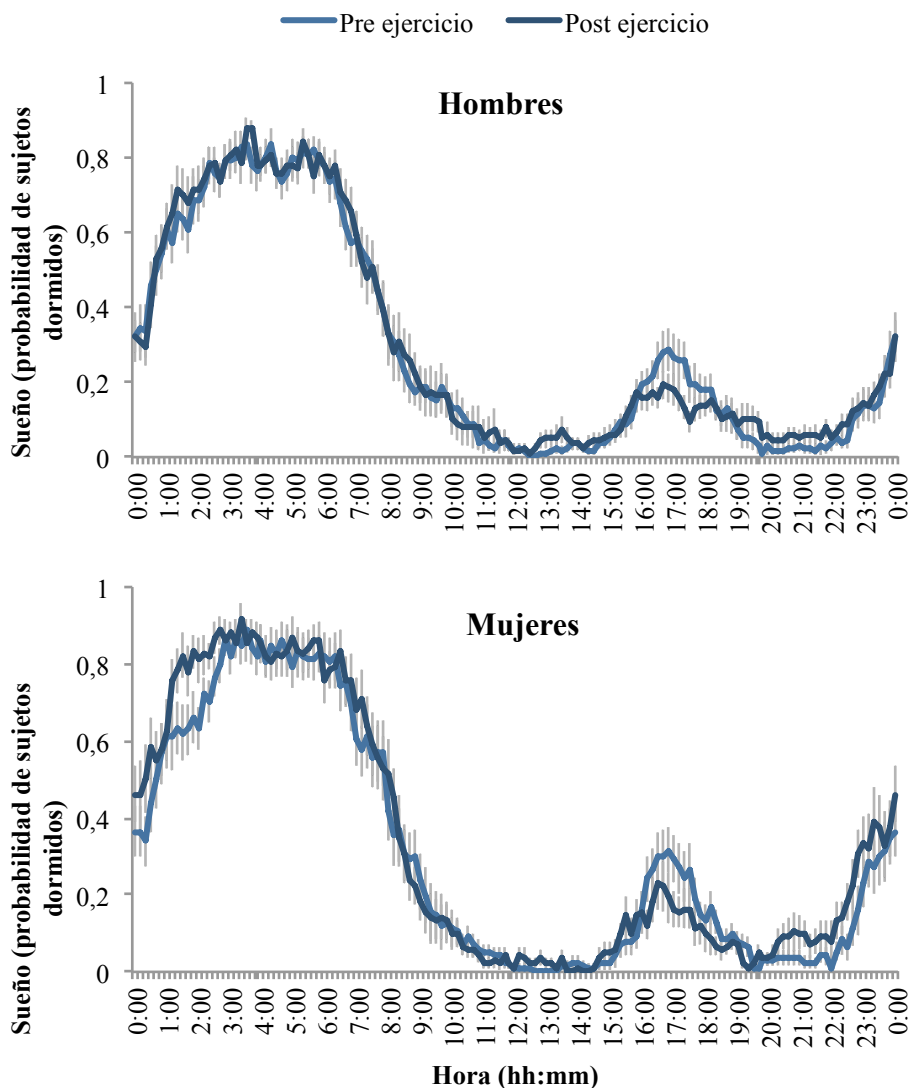 Pre ejercicio Post ejercicio
Hombres
Sueño (probabilidad de sujetos
dormidos)
1
0,8
0,6
0,4
0,2
0
0:00 1:00 2:00 3:00 4:00 5:00 6:00 7:00 8:00 9:00 10:00 11:00 12:00 13:00 14:00 15:00 16:00 17:00 18:00 19:00 20:00 21:00 22:00 23:00 0:00
Mujeres
Sueño (probabilidad de sujetos
dormidos)
1
0,8
0,6
0,4
0,2
0
0:00 1:00 2:00 3:00 4:00 5:00 6:00 7:00 8:00 9:00 10:00 11:00 12:00 13:00 14:00 15:00 16:00 17:00 18:00 19:00 20:00 21:00 22:00 23:00 0:00
Hora (hh:mm)